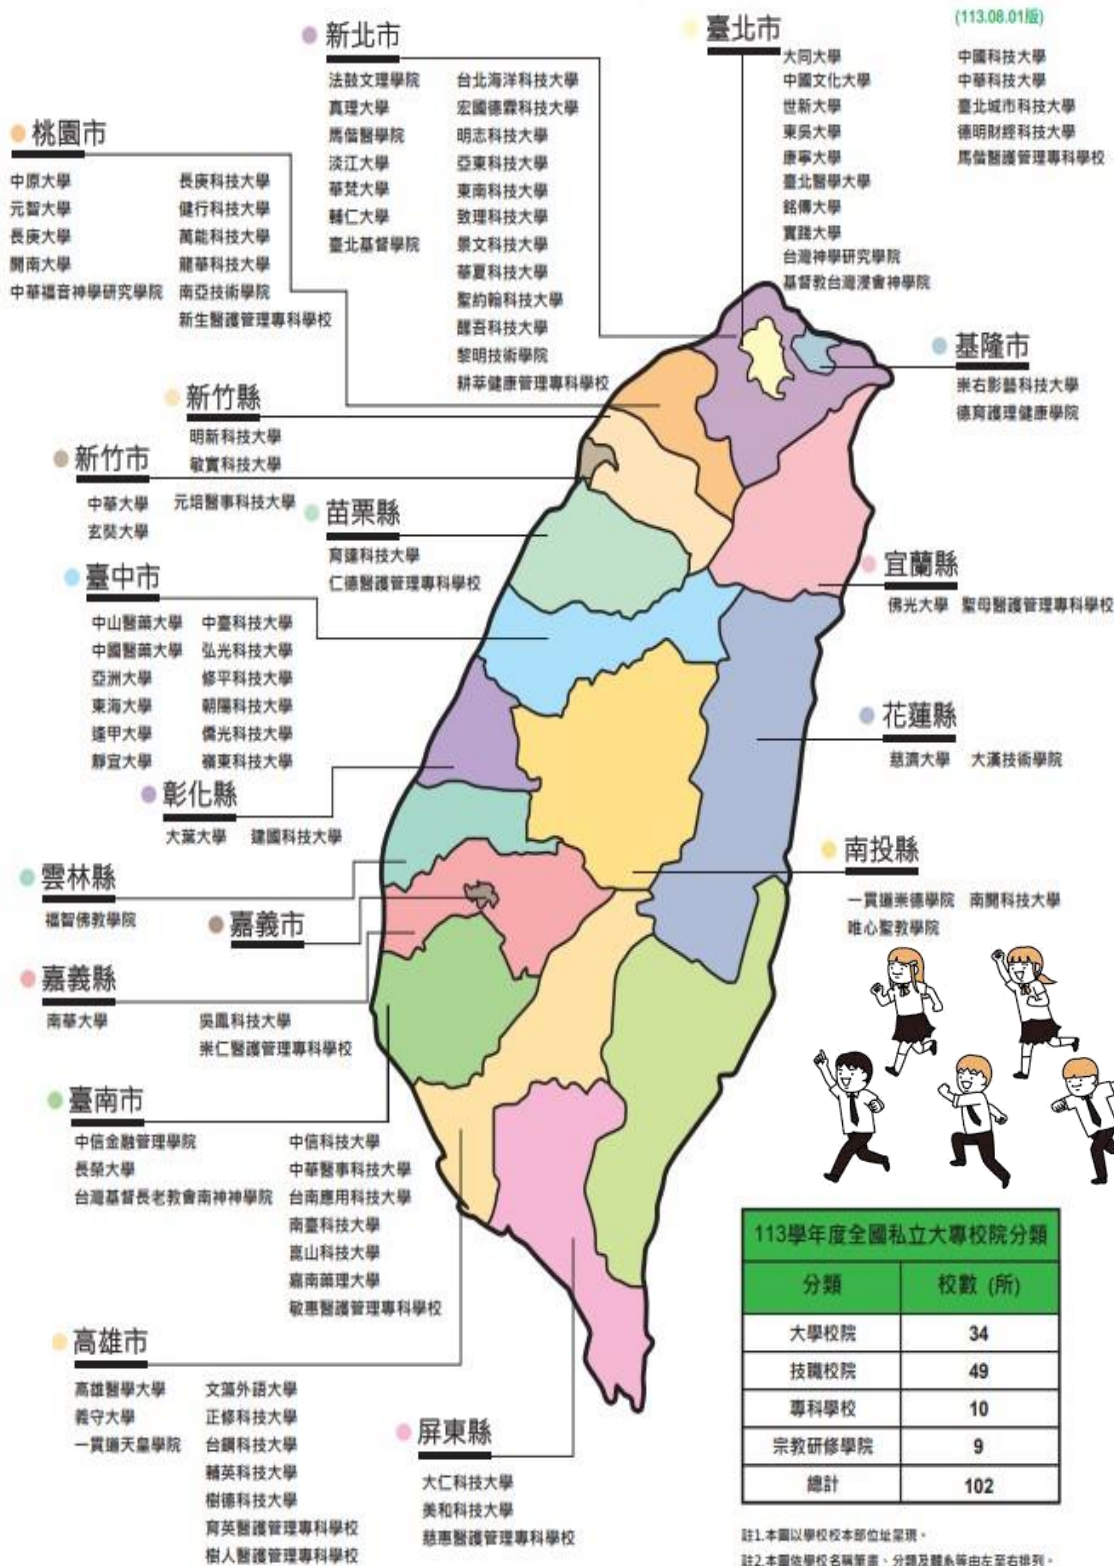 (113.08.01版)
新北市
法鼓文理學院 台北海洋科技大學
真理大學 宏國德霖科技大學
馬偕醫學院 明志科技大學
淡江大學 亞東科技大學
華梵大學 東南科技大學
輔仁大學 致理科技大學
臺北基督學院 景文科技大學
華夏科技大學
聖約翰科技大學
醒吾科技大學
黎明技術學院
耕莘健康管理專科學校
臺北市
大同大學 中國科技大學
中國文化大學 中華科技大學
世新大學 臺北城市科技大學
東吳大學 德明財經科技大學
康寧大學 馬偕醫護管理專科學校
臺北醫學大學
銘傳大學
實踐大學
台灣神學研究學院
基督教台灣浸會神學院
桃園市
中原大學 長庚科技大學
元智大學 健行科技大學
長庚大學 萬能科技大學
開南大學 龍華科技大學
中華福音神學研究學院 南亞技術學院
新生醫護管理專科學校
基隆市
崇右影藝科技大學
德育護理健康學院
新竹縣
明新科技大學
敏實科技大學
新竹市
中華大學 元培醫事科技大學
玄奘大學
苗栗縣
育達科技大學
仁德醫護管理專科學校
宜蘭縣
佛光大學 聖母醫護管理專科學校
臺中市
中山醫藥大學 中臺科技大學
中國醫藥大學 弘光科技大學
亞洲大學 修平科技大學
東海大學 朝陽科技大學
逢甲大學 僑光科技大學
靜宜大學 嶺東科技大學
花蓮縣
慈濟大學 大漢技術學院
彰化縣
大葉大學 建國科技大學
南投縣
一貫道崇德學院 南開科技大學
唯心聖教學院
雲林縣
福智佛教學院
嘉義市
嘉義縣
南華大學 吳鳳科技大學
崇仁醫護管理專科學校
臺南市
中信金融管理學院 中信科技大學
長榮大學 中華醫事科技大學
台灣基督長老教會南神神學院 台南應用科技大學
南臺科技大學
崑山科技大學
嘉南藥理大學
敏惠醫護管理專科學校
高雄市
高雄醫學大學 文藻外語大學
義守大學 正修科技大學
一貫道天皇學院 台鋼科技大學
輔英科技大學
樹德科技大學
育英醫護管理專科學校
樹人醫護管理專科學校
屏東縣
大仁科技大學
美和科技大學
慈惠醫護管理專科學校
113學年度全國私立大專校院分類
分類 校數 (所)
大學校院 34
技職校院 49
專科學校 10
宗教研修學院 9
總計 102
註1.本圖以學校校本部位址呈現。
註2.本圖依學校名稱筆畫、分類及體系等由左至右排列。